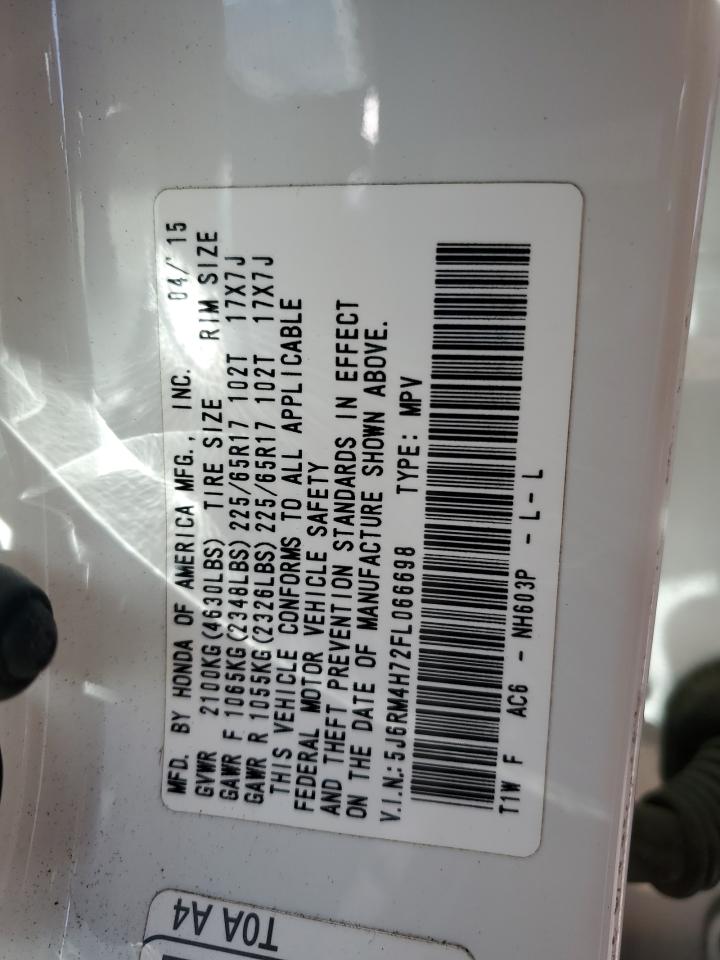 MFD. BY HONDA OF AMERICA MFG., INC. 04/'15
GVWR 2100KG(4630LBS) TIRE SIZE RIM SIZE
GAWR F 1065KG(2348LBS) 225/65R17 102T 17X7J
GAWR R 1055KG(2326LBS) 225/65R17 102T 17X7J
THIS VEHICLE CONFORMS TO ALL APPLICABLE
FEDERAL MOTOR VEHICLE SAFETY
AND THEFT PREVENTION STANDARDS IN EFFECT
ON THE DATE OF MANUFACTURE SHOWN ABOVE.
V.I.N.:5J6RM4H72FL066698 TYPE: MPV
T1W F AC6 - NH603P - L - L
T0A A4